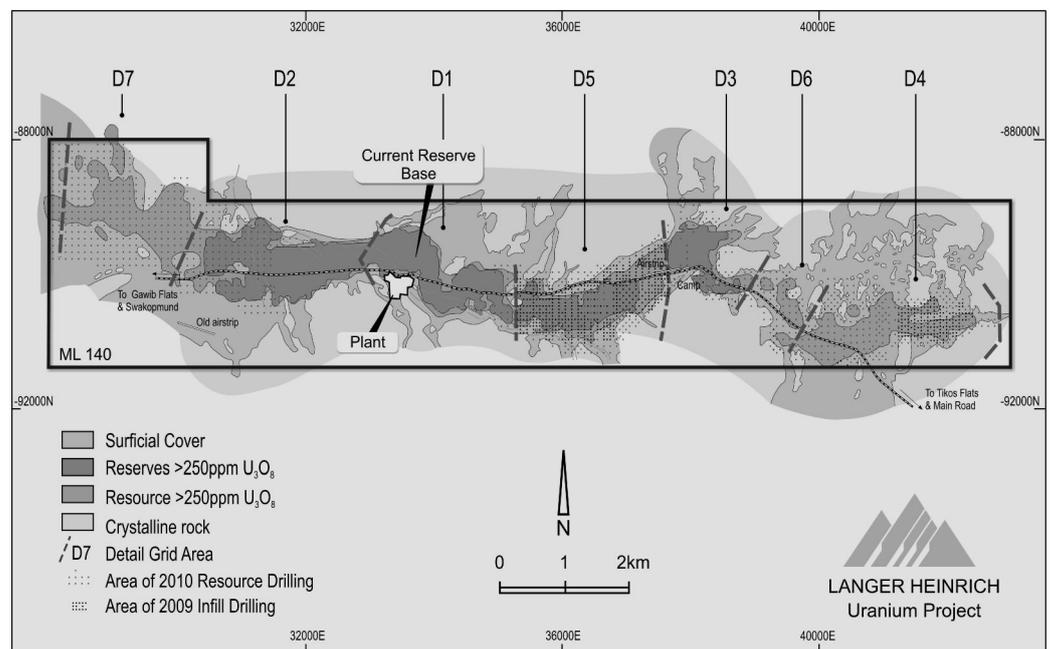 32000E
36000E
40000E
D7
D2
D1
D5
D3
D6
D4
-88000N
-88000N
Current Reserve
Base
Airstrip
Camp
To Gawib Flats
& Swakopmund
Old airstrip
Plant
ML 140
To Tikos Flats
& Main Road
-92000N
-92000N
Surficial Cover
Reserves >250ppm U₃O₈
Resource >250ppm U₃O₈
Crystalline rock
D7 Detail Grid Area
Area of 2010 Resource Drilling
Area of 2009 Infill Drilling
N
0 1 2km
LANGER HEINRICH
Uranium Project
32000E
36000E
40000E